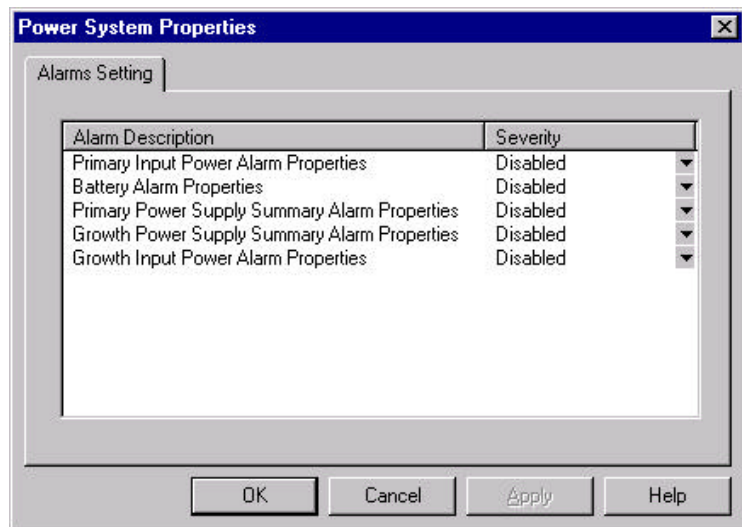 Power System Properties
Alarms Setting
Alarm Description Severity
Primary Input Power Alarm Properties Disabled
Battery Alarm Properties Disabled
Primary Power Supply Summary Alarm Properties Disabled
Growth Power Supply Summary Alarm Properties Disabled
Growth Input Power Alarm Properties Disabled
OK Cancel Apply Help